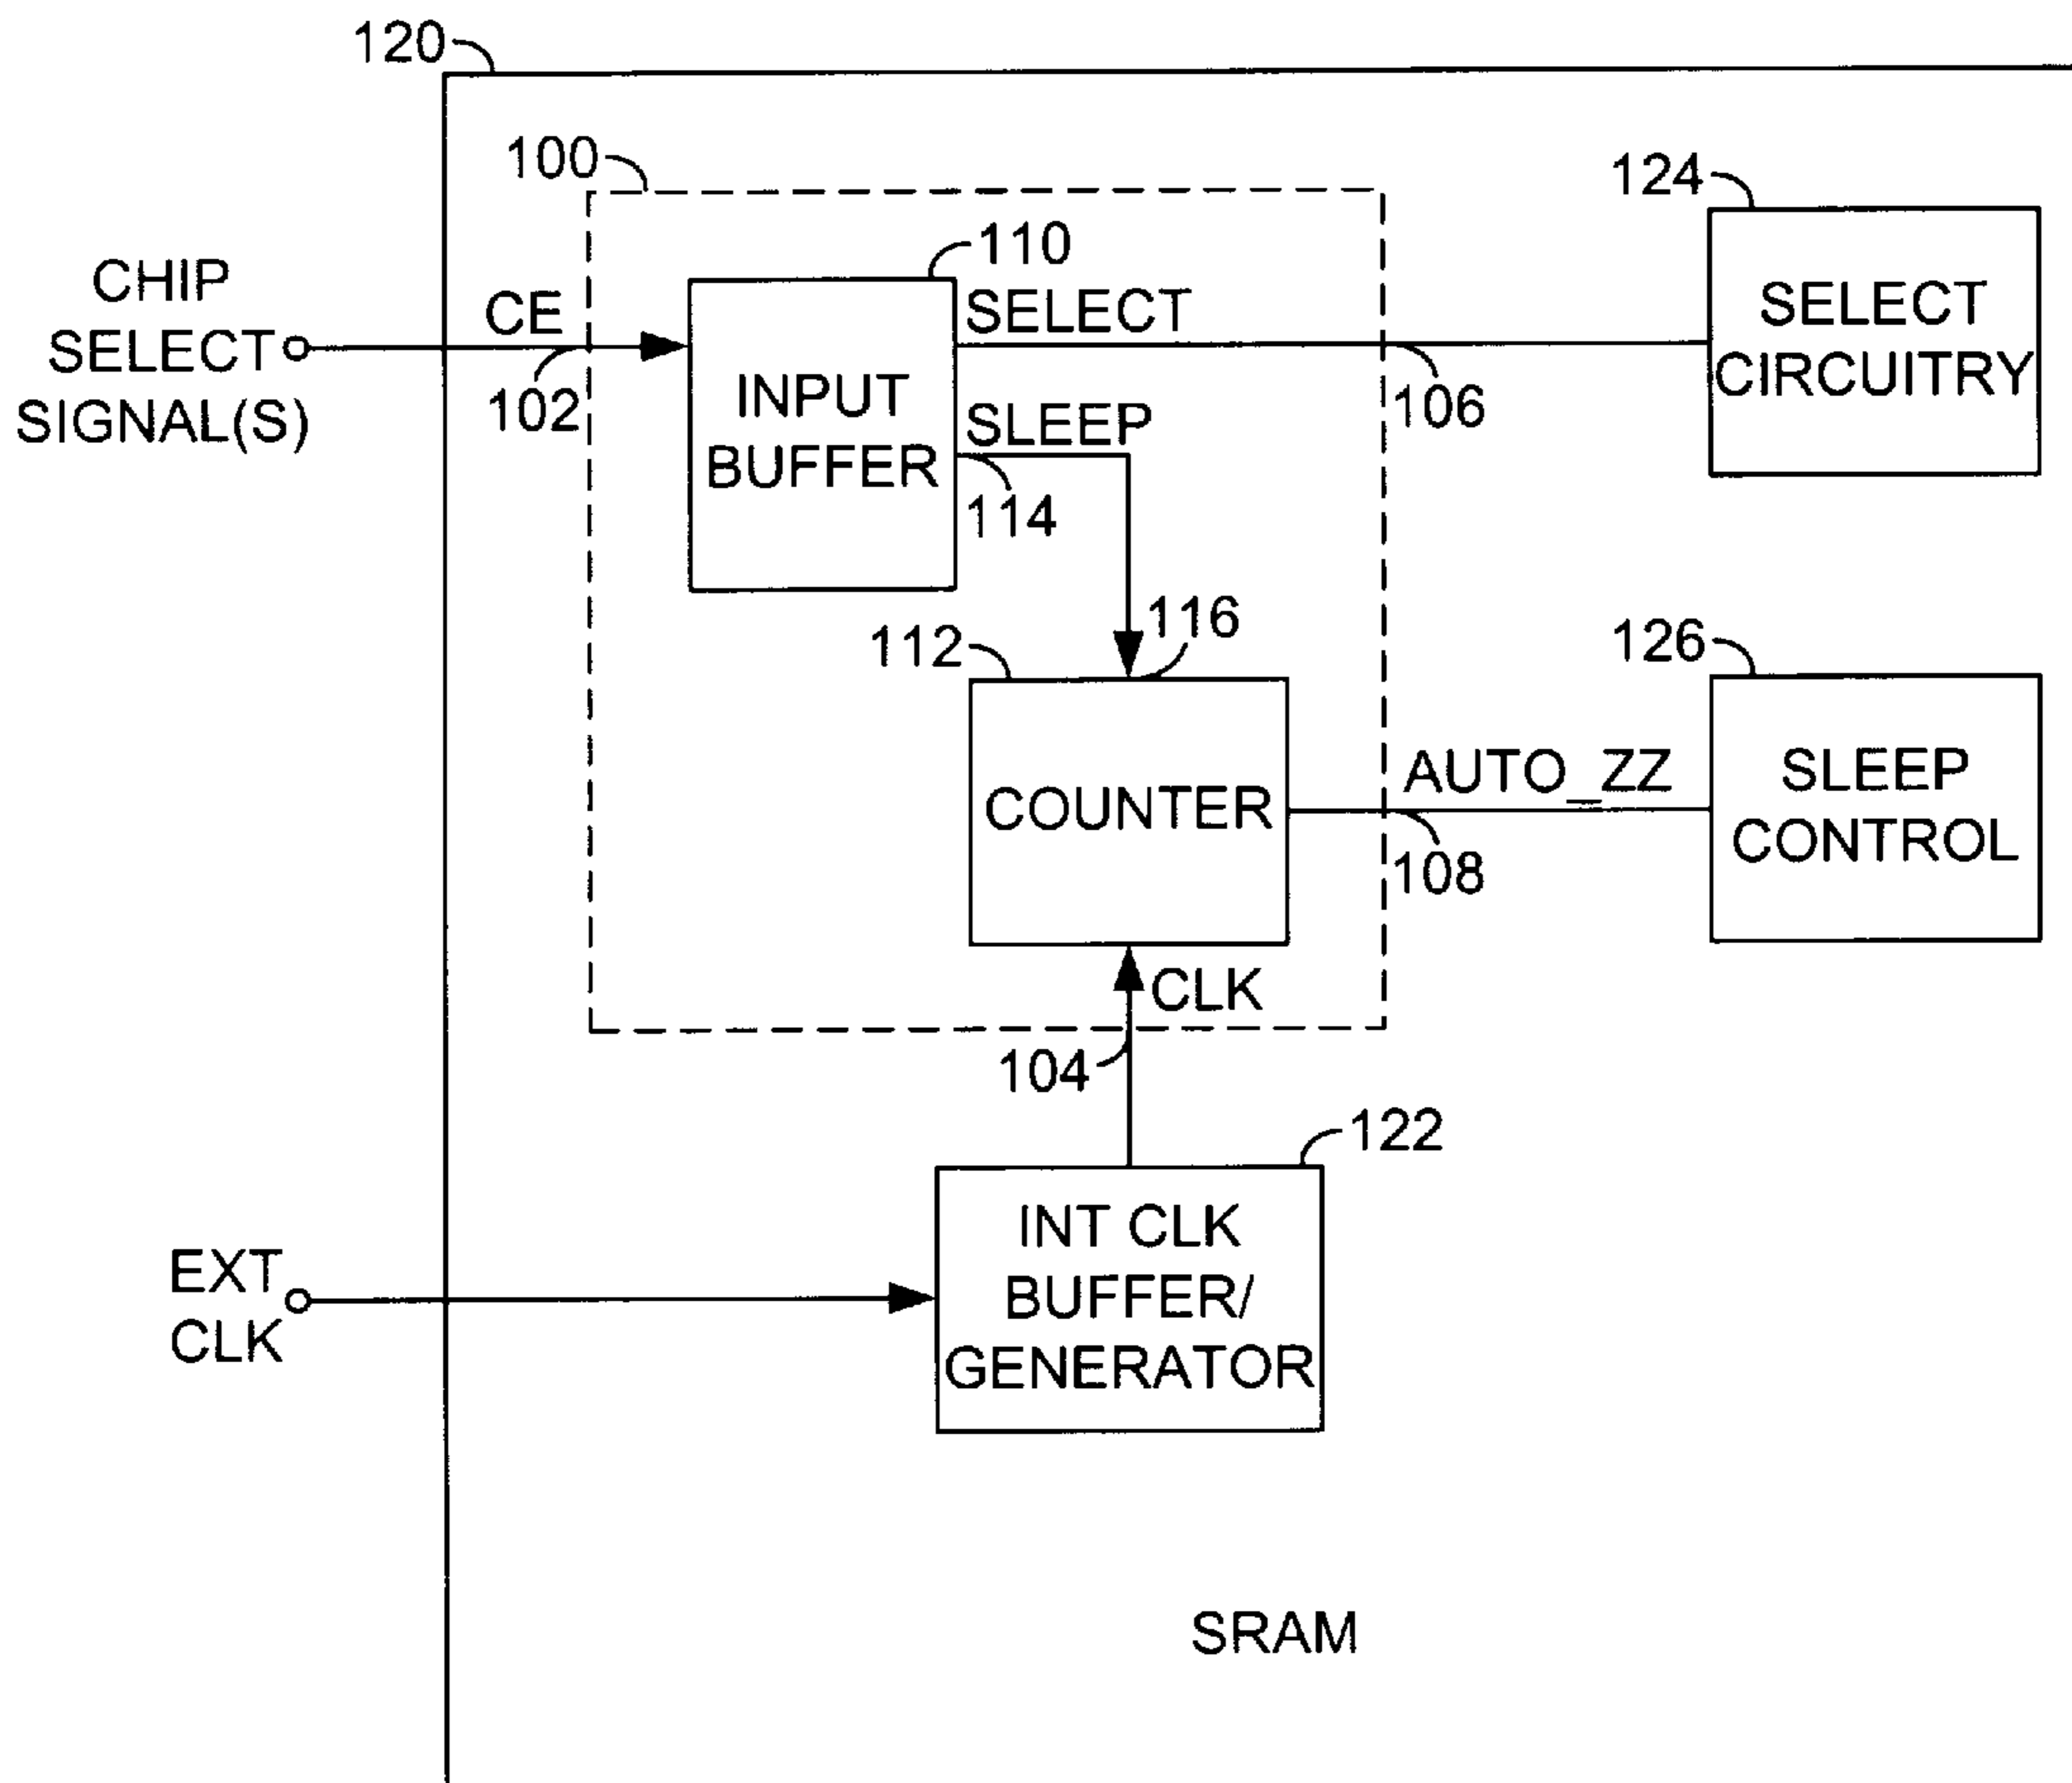 120
100
110
124
CHIP
SELECT
SIGNAL(S)
CE
102
INPUT
BUFFER
SELECT
106
SLEEP
114
SELECT
CIRCUITRY
116
112
COUNTER
126
AUTO_ZZ
108
SLEEP
CONTROL
CLK
104
122
EXT
CLK
INT CLK
BUFFER/
GENERATOR
SRAM